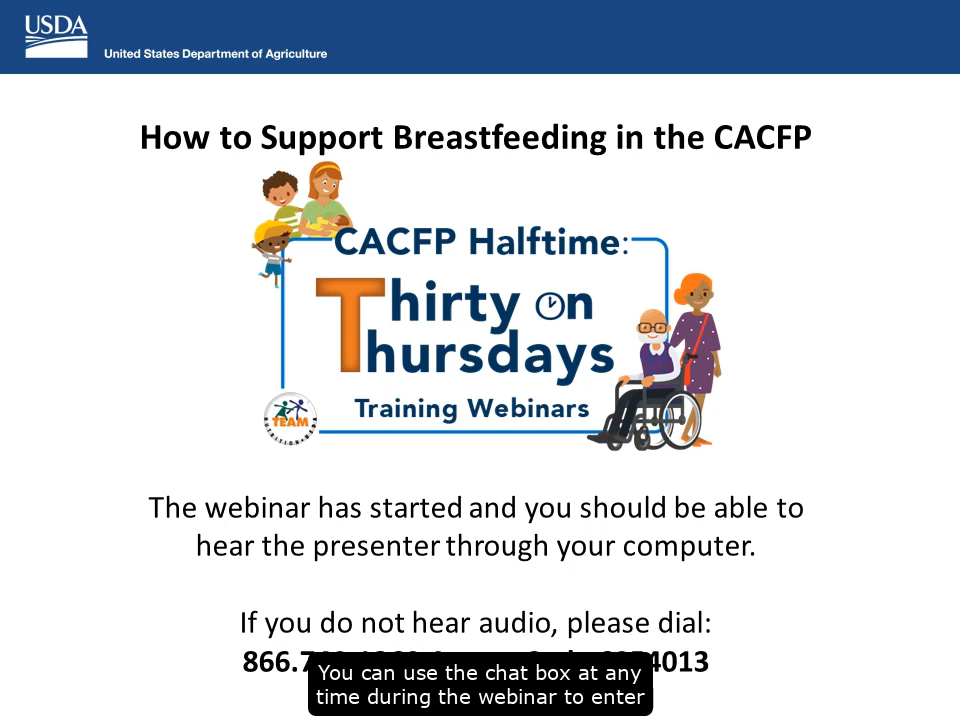 USDA
United States Department of Agriculture
How to Support Breastfeeding in the CACFP
CACFP Halftime:
Thirty on
Thursdays
Training Webinars
TEAM
The webinar has started and you should be able to
hear the presenter through your computer.
If you do not hear audio, please dial:
866.
4013
You can use the chat box at any
time during the webinar to enter